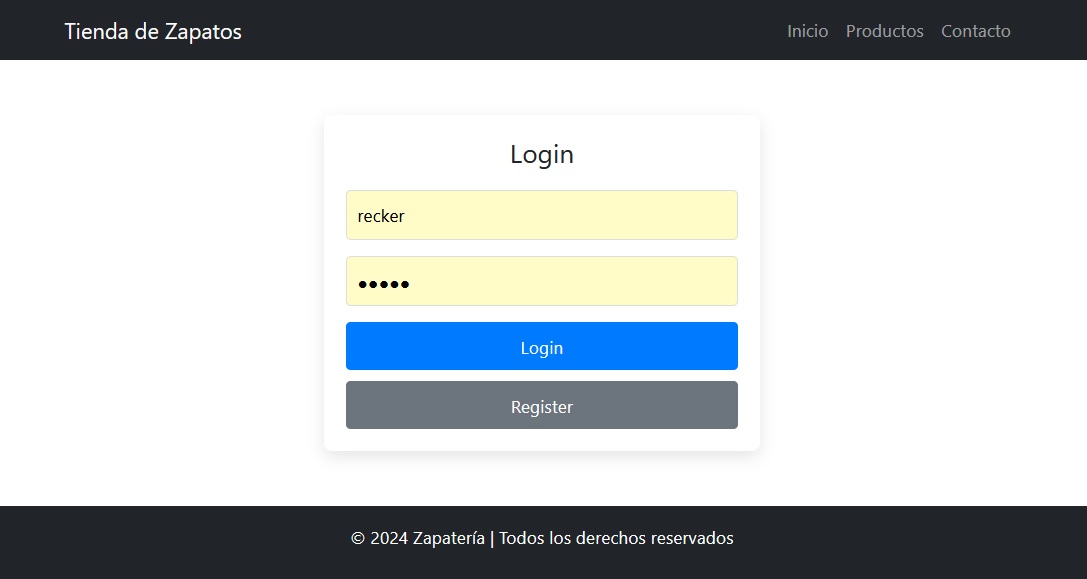 Tienda de Zapatos
Inicio Productos Contacto
Login
recker
•••••
Login
Register
© 2024 Zapatería | Todos los derechos reservados